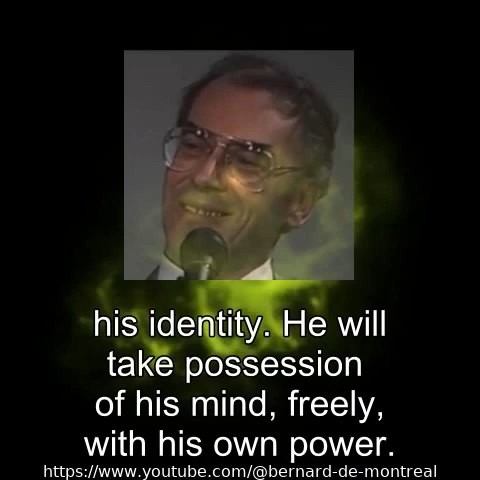 his identity. He will
take possession
of his mind, freely,
with his own power.
https://www.youtube.com/@bernard-de-montreal